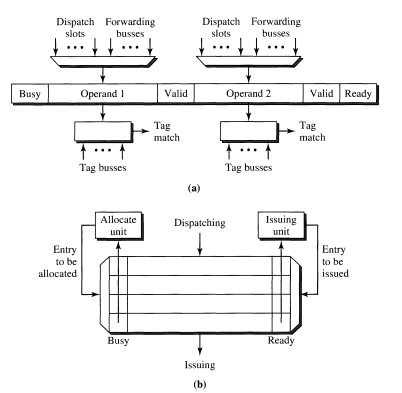 Dispatch Forwarding Dispatch Forwarding
slots busses slots busses
Busy Operand 1 Valid Operand 2 Valid Ready
Tag match Tag match
Tag busses Tag busses
(a)
Allocate unit
Dispatching
Issuing unit
Entry to be allocated
Entry to be issued
Busy Ready
Issuing
(b)